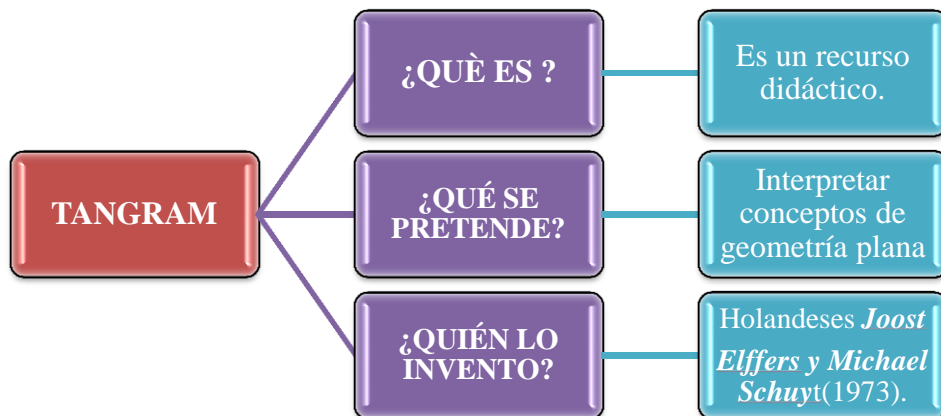 TANGRAM
¿QUÈ ES ?
Es un recurso
didáctico.
¿QUÉ SE
PRETENDE?
Interpretar
conceptos de
geometría plana
¿QUIÉN LO
INVENTO?
Holandeses Joost
Elffers y Michael
Schuyt(1973).